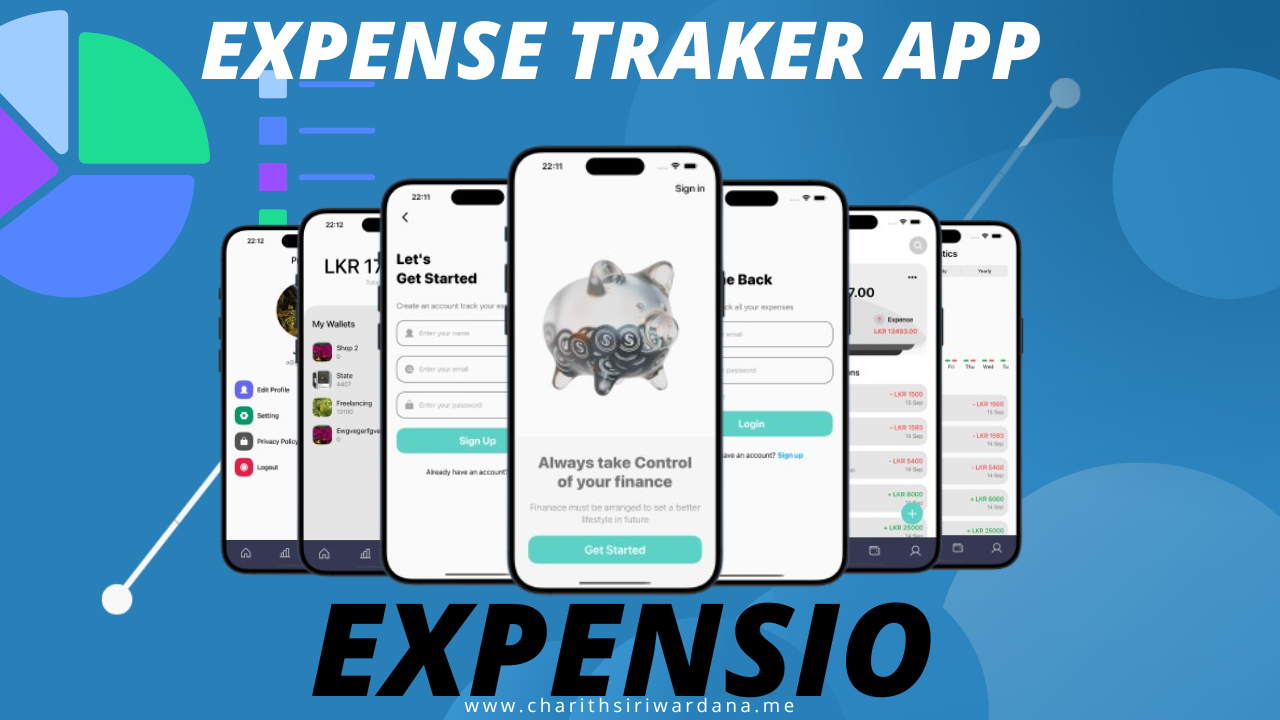 EXPENSE TRAKER APP
22:12
Edit Profile
Setting
Privacy Policy
Logout
22:12
LKR 17
My Wallets
Shop 2
0
State
4407
Freelancing
13100
Ewgvegerfgve
0
22:11
Let's
Get Started
Create an account track your
Enter your name
Enter your email
Enter your password
Sign Up
Already have an account?
22:11
Sign in
Always take Control
of your finance
Finanace must be arranged to set a better
lifestyle in future
Get Started
e Back
ck all your expenses
email
password
Login
ave an account? Sign up
7.00
Expense
LKR 13493.00
ons
- LKR 1500
15 Sep
- LKR 1593
14 Sep
- LKR 5400
14 Sep
+ LKR 6000
14 Sep
+ LKR 25000
tics
Yearly
Fri Thu Wed Tu
- LKR 1500
15 Sep
- LKR 1593
14 Sep
- LKR 5400
14 Sep
+ LKR 6000
14 Sep
+ LKR 25000
EXPENSIO
www.charithsiriwardana.me